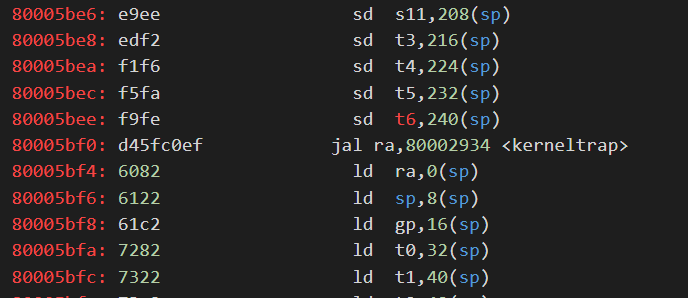 80005be6: e9ee sd s11,208(sp)
80005be8: edf2 sd t3,216(sp)
80005bea: f1f6 sd t4,224(sp)
80005bec: f5fa sd t5,232(sp)
80005bee: f9fe sd t6,240(sp)
80005bf0: d45fc0ef jal ra,80002934 <kerneltrap>
80005bf4: 6082 ld ra,0(sp)
80005bf6: 6122 ld sp,8(sp)
80005bf8: 61c2 ld gp,16(sp)
80005bfa: 7282 ld t0,32(sp)
80005bfc: 7322 ld t1,40(sp)